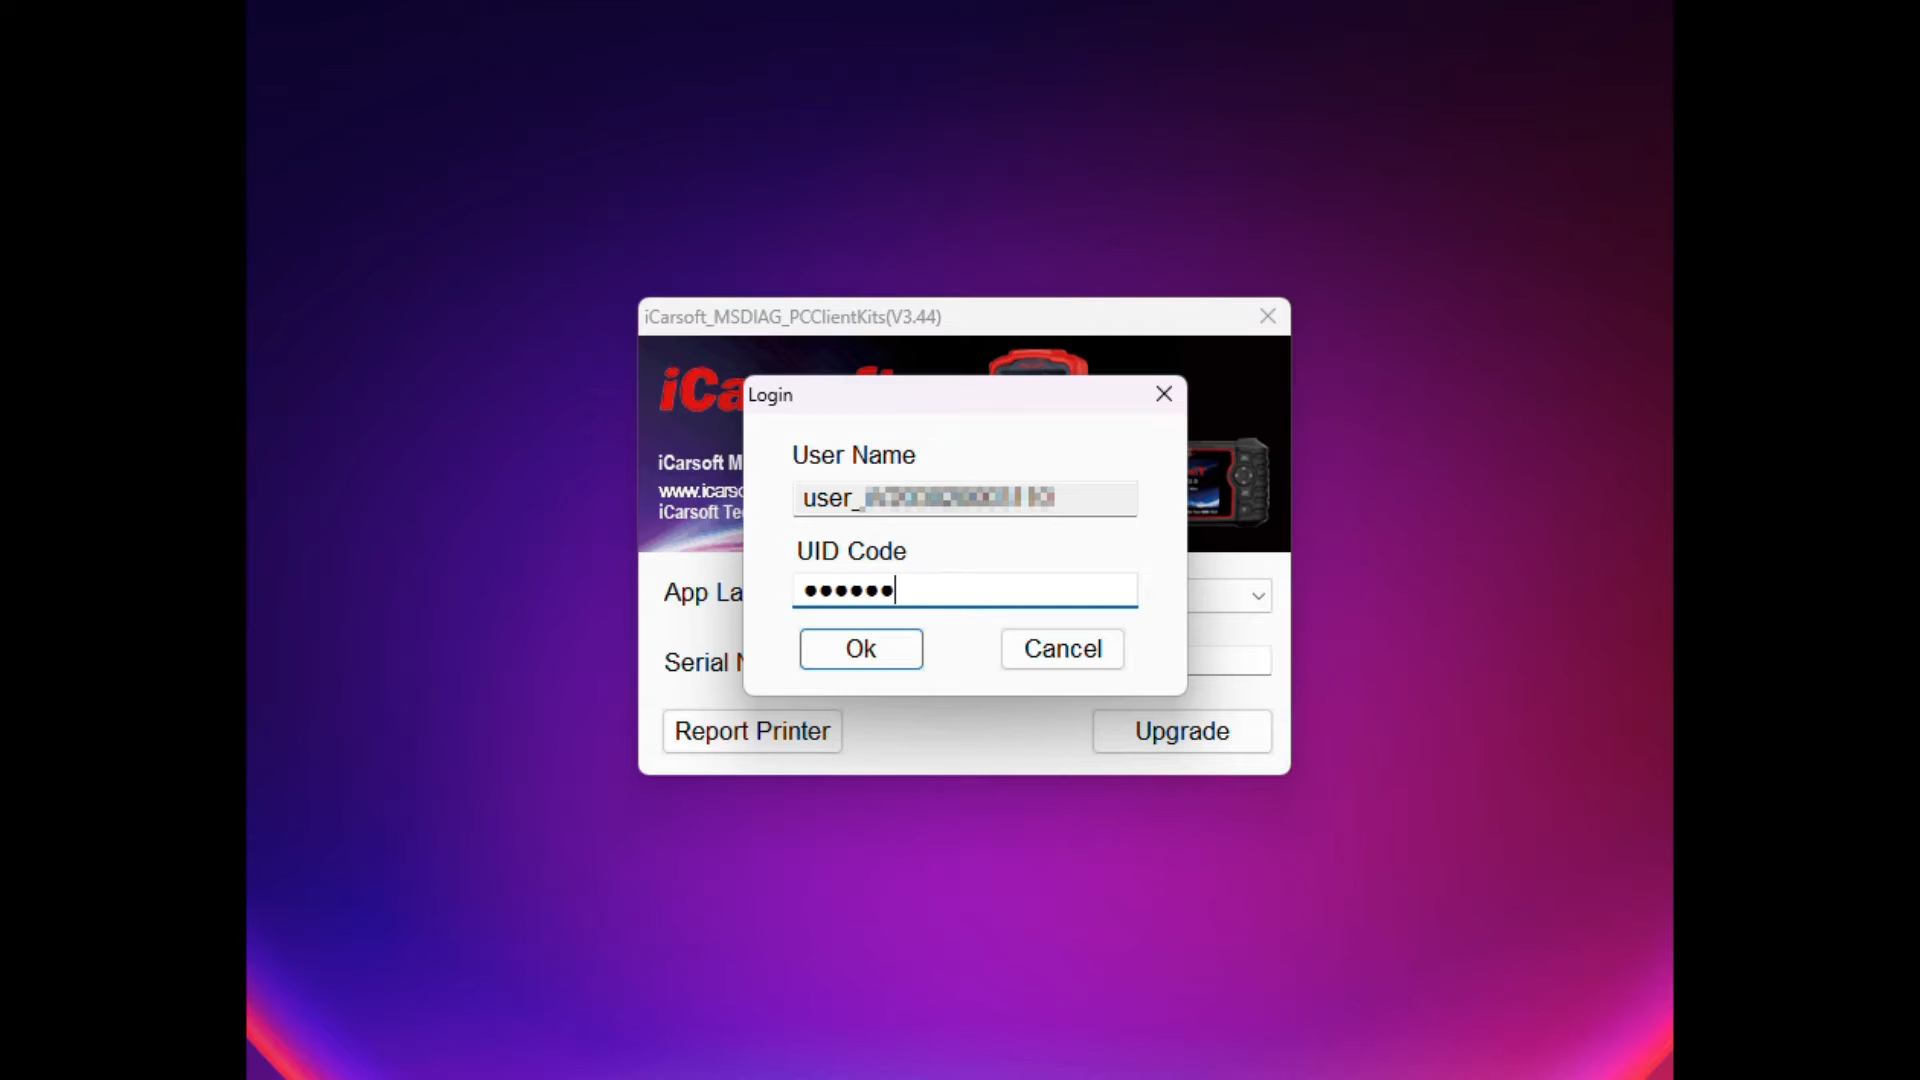 iCarsoft_MSDIAG_PCClientKits(V3.44)
iCa
Login
User Name
user_
iCarsoft M
www.icarso
iCarsoft Te
UID Code
App La
Serial N
Ok
Cancel
Report Printer
Upgrade